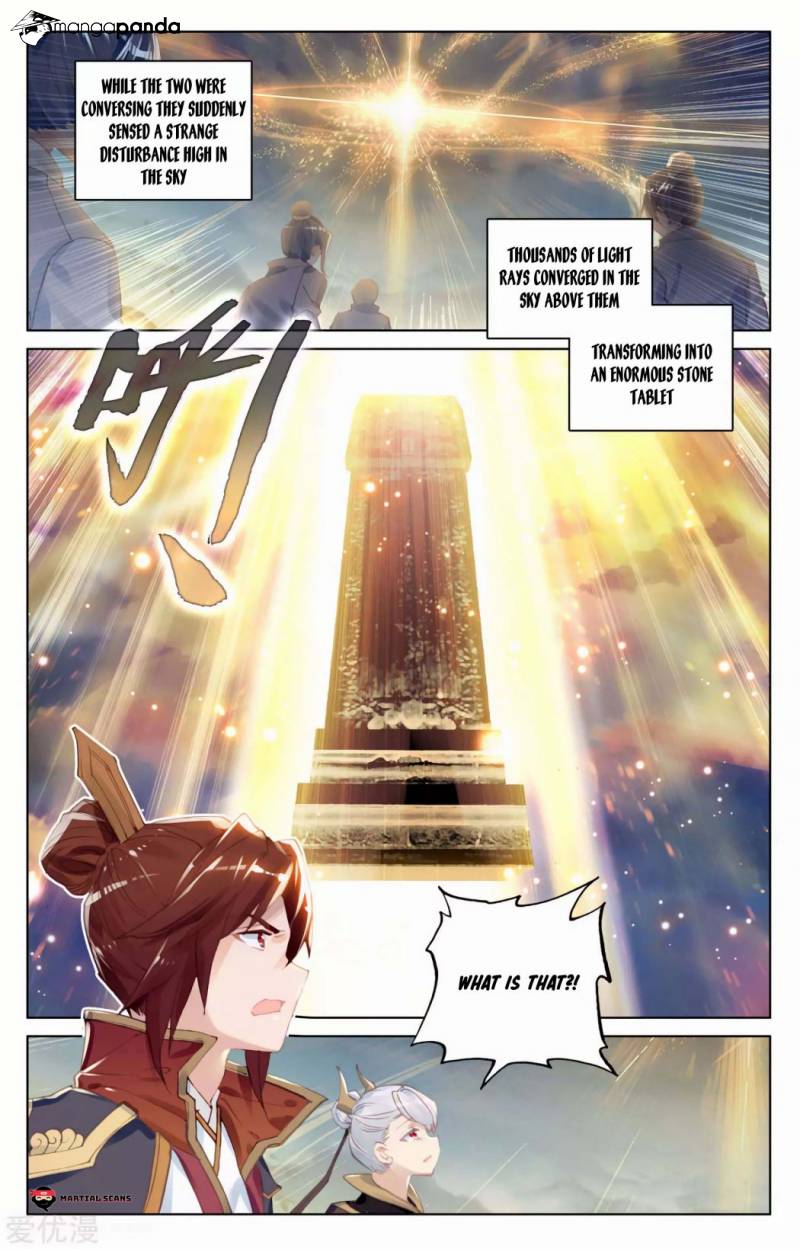 mangapanda
WHILE THE TWO WERE
CONVERSING THEY SUDDENLY
SENSED A STRANGE
DISTURBANCE HIGH IN
THE SKY
THOUSANDS OF LIGHT
RAYS CONVERGED IN THE
SKY ABOVE THEM
TRANSFORMING INTO
AN ENORMOUS STONE
TABLET
WHAT IS THAT?!
MARTIAL SCANS
爱优漫